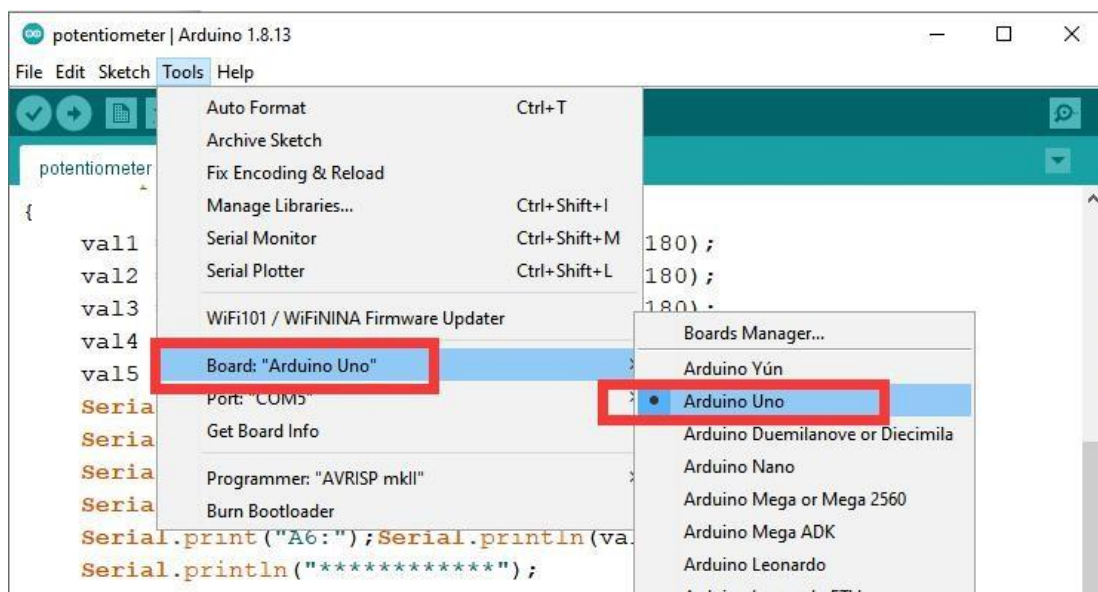 potentiometer | Arduino 1.8.13
File Edit Sketch Tools Help
potentiometer
Auto Format Ctrl+T
Archive Sketch
Fix Encoding & Reload
Manage Libraries... Ctrl+Shift+I
Serial Monitor Ctrl+Shift+M
Serial Plotter Ctrl+Shift+L
WiFi101 / WiFiNINA Firmware Updater
Board: "Arduino Uno"
Port: "COM5"
Get Board Info
Programmer: "AVRISP mkII"
Burn Bootloader
Boards Manager...
Arduino Yún
Arduino Uno
Arduino Duemilanove or Diecimila
Arduino Nano
Arduino Mega or Mega 2560
Arduino Mega ADK
Arduino Leonardo
{
val1 = 180);
val2 180);
val3 180);
val4
val5
Seria
Seria
Seria
Seria
Serial.print("A6:");Serial.println(va
Serial.println("************");